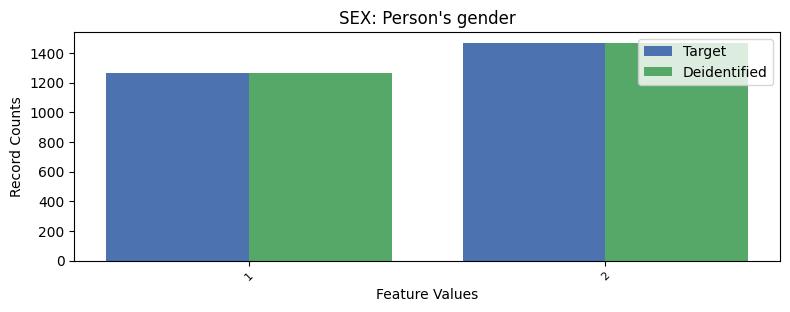 SEX: Person's gender
Target
Deidentified
Record Counts
1400
1200
1000
800
600
400
200
0
1
2
Feature Values